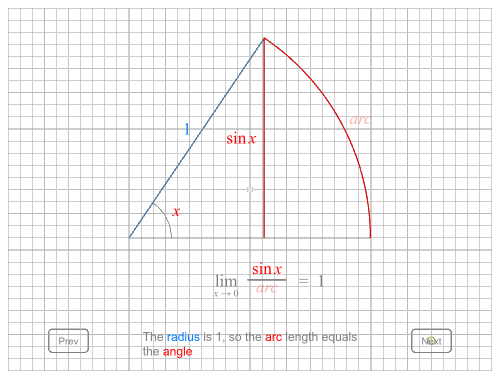 1
sin x
arc
x
lim x → 0 sin x / arc = 1
Prev
The radius is 1, so the arc length equals
the angle
Next